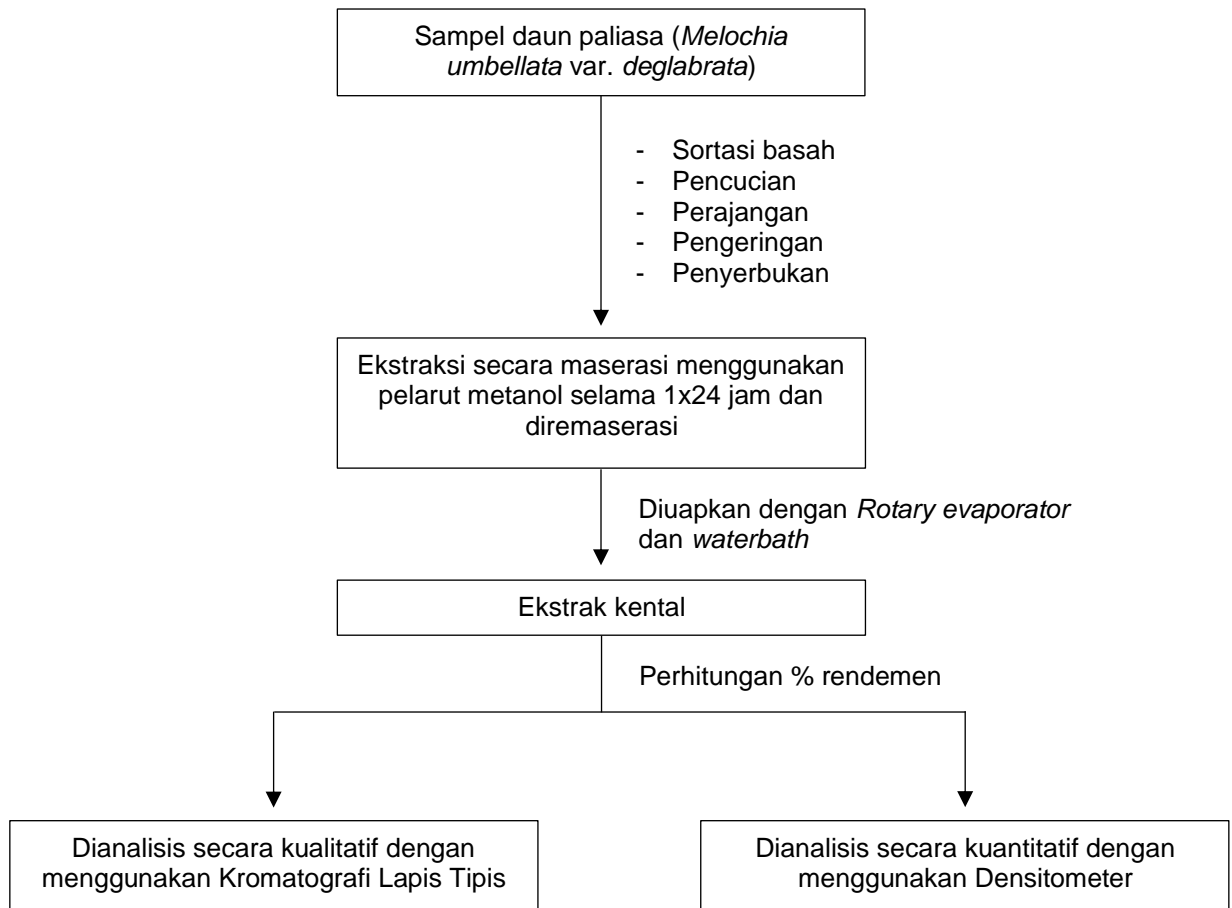 Sampel daun paliasa (Melochia
umbellata var. deglabrata)
- Sortasi basah
- Pencucian
- Perajangan
- Pengeringan
- Penyerbukan
Ekstraksi secara maserasi menggunakan
pelarut metanol selama 1x24 jam dan
diremaserasi
Diuapkan dengan Rotary evaporator
dan waterbath
Ekstrak kental
Perhitungan % rendemen
Dianalisis secara kualitatif dengan
menggunakan Kromatografi Lapis Tipis
Dianalisis secara kuantitatif dengan
menggunakan Densitometer